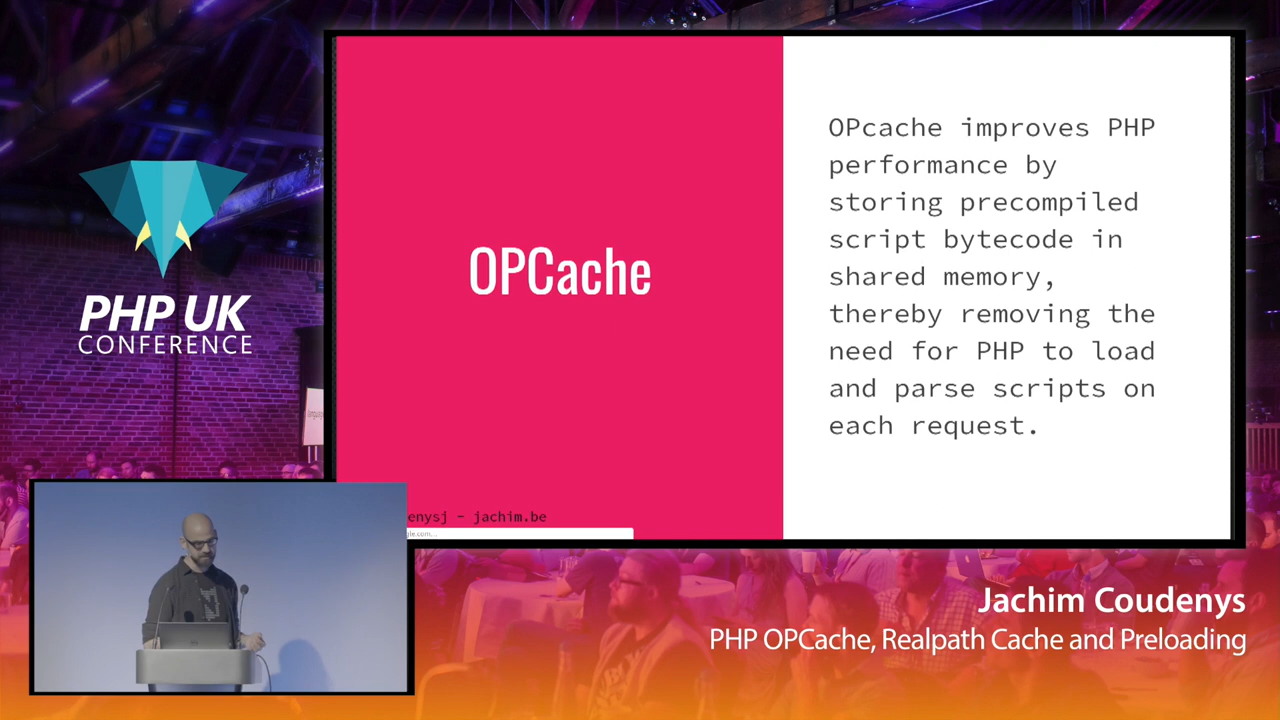 PHP UK
CONFERENCE
OPCache
OPcache improves PHP
performance by
storing precompiled
script bytecode in
shared memory,
thereby removing the
need for PHP to load
and parse scripts on
each request.
enysj - jachim.be
gle.com...
Jachim Coudenys
PHP OPCache, Realpath Cache and Preloading